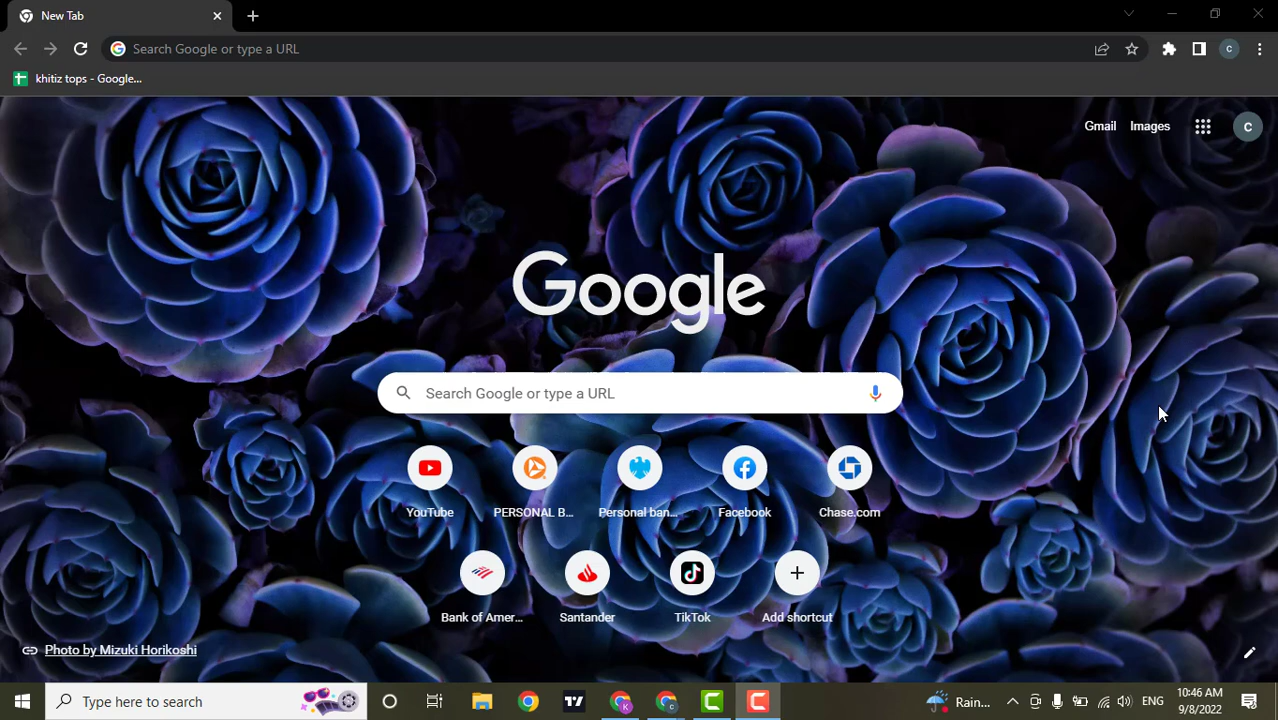 New Tab
Search Google or type a URL
c
khitiz tops - Google...
Gmail Images
c
Google
Search Google or type a URL
YouTube PERSONAL B... Personal ban... Facebook Chase.com
Bank of Amer... Santander TikTok Add shortcut
Photo by Mizuki Horikoshi
Type here to search
K
c
Rain...
ENG
10:46 AM
9/8/2022